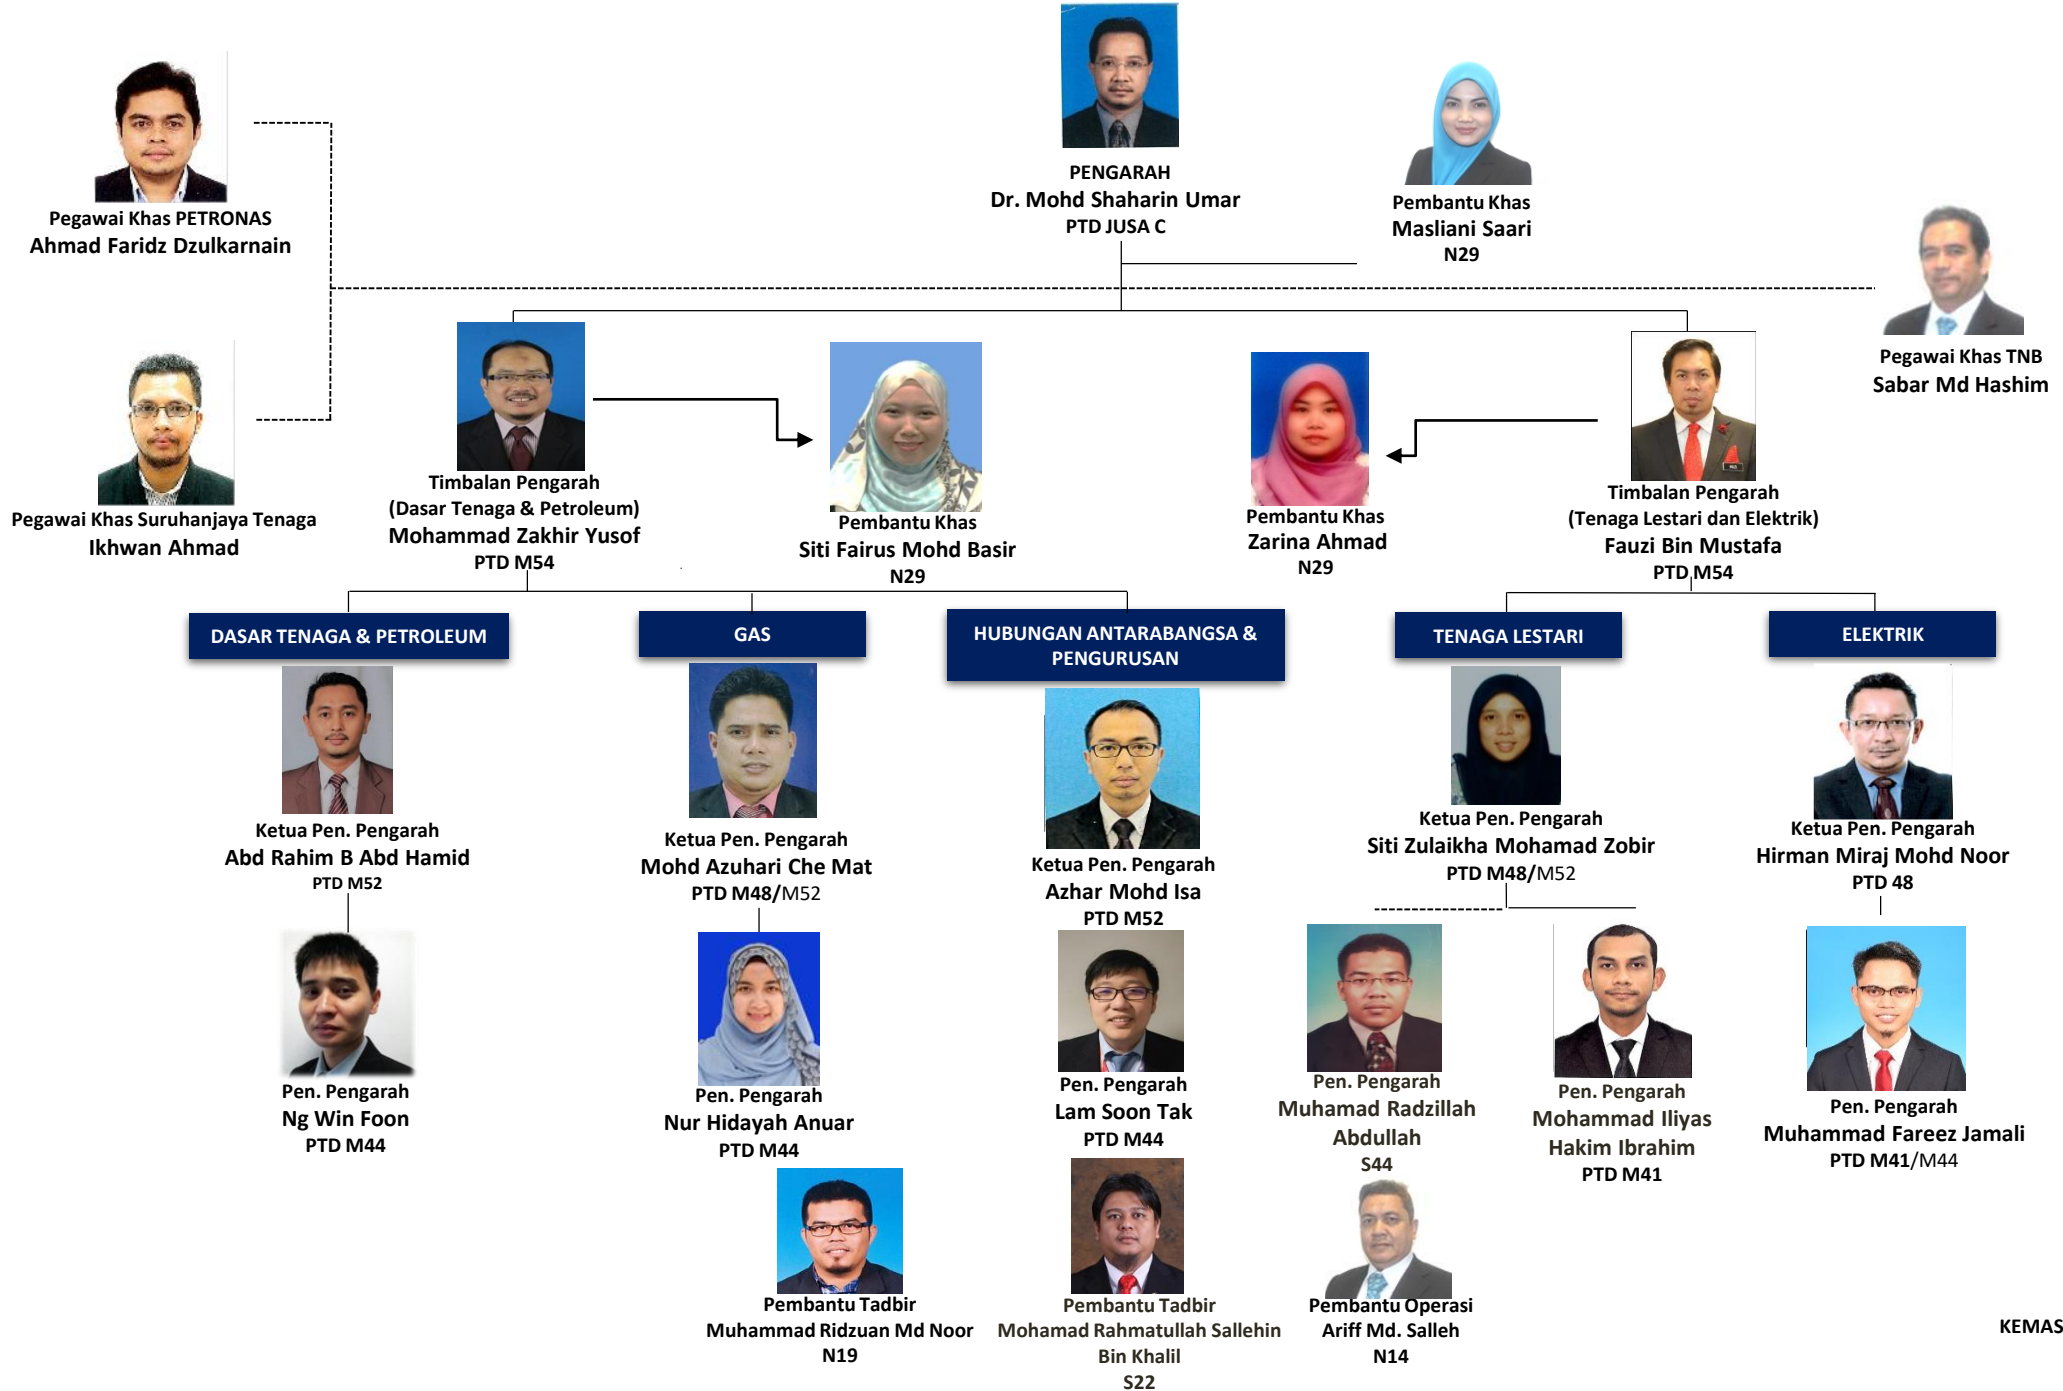 PENGARAH
Dr. Mohd Shaharin Umar
PTD JUSA C
Pembantu Khas
Masliani Saari
N29
Pegawai Khas PETRONAS
Ahmad Faridz Dzulkarnain
Pegawai Khas TNB
Sabar Md Hashim
Pegawai Khas Suruhanjaya Tenaga
Ikhwan Ahmad
Timbalan Pengarah
(Dasar Tenaga & Petroleum)
Mohammad Zakhir Yusof
PTD M54
Pembantu Khas
Siti Fairus Mohd Basir
N29
Pembantu Khas
Zarina Ahmad
N29
Timbalan Pengarah
(Tenaga Lestari dan Elektrik)
Fauzi Bin Mustafa
PTD M54
DASAR TENAGA & PETROLEUM
GAS
HUBUNGAN ANTARABANGSA &
PENGURUSAN
TENAGA LESTARI
ELEKTRIK
Ketua Pen. Pengarah
Abd Rahim B Abd Hamid
PTD M52
Ketua Pen. Pengarah
Mohd Azuhari Che Mat
PTD M48/M52
Ketua Pen. Pengarah
Azhar Mohd Isa
PTD M52
Ketua Pen. Pengarah
Siti Zulaikha Mohamad Zobir
PTD M48/M52
Ketua Pen. Pengarah
Hirman Miraj Mohd Noor
PTD 48
Pen. Pengarah
Ng Win Foon
PTD M44
Pen. Pengarah
Nur Hidayah Anuar
PTD M44
Pen. Pengarah
Lam Soon Tak
PTD M44
Pen. Pengarah
Muhamad Radzillah
Abdullah
S44
Pen. Pengarah
Mohammad Iliyas
Hakim Ibrahim
PTD M41
Pen. Pengarah
Muhammad Fareez Jamali
PTD M41/M44
Pembantu Tadbir
Muhammad Ridzuan Md Noor
N19
Pembantu Tadbir
Mohamad Rahmatullah Sallehin
Bin Khalil
S22
Pembantu Operasi
Ariff Md. Salleh
N14
KEMAS